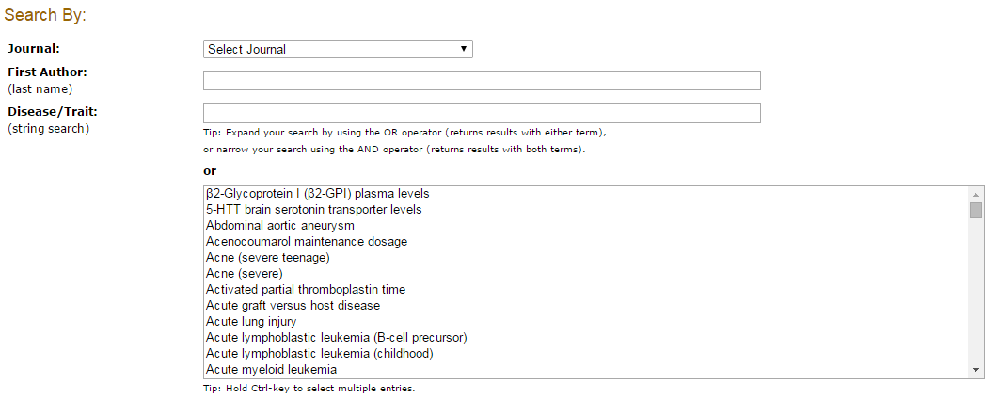 Search By:
Journal:
Select Journal
First Author:
(last name)
Disease/Trait:
(string search)
Tip: Expand your search by using the OR operator (returns results with either term),
or narrow your search using the AND operator (returns results with both terms).
or
β2-Glycoprotein I (β2-GPI) plasma levels
5-HTT brain serotonin transporter levels
Abdominal aortic aneurysm
Acenocoumarol maintenance dosage
Acne (severe teenage)
Acne (severe)
Activated partial thromboplastin time
Acute graft versus host disease
Acute lung injury
Acute lymphoblastic leukemia (B-cell precursor)
Acute lymphoblastic leukemia (childhood)
Acute myeloid leukemia
Tip: Hold Ctrl-key to select multiple entries.